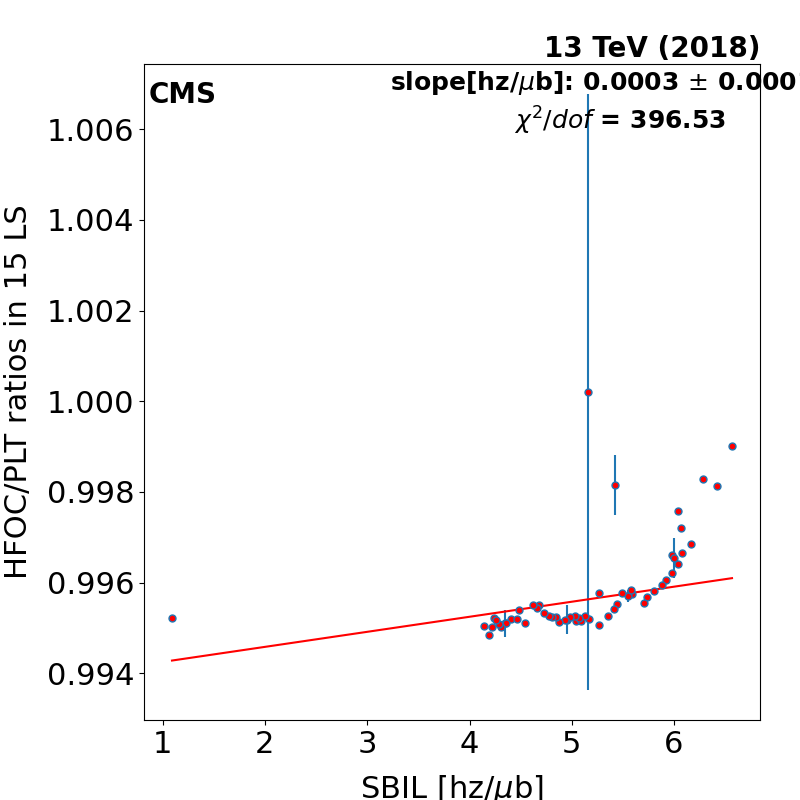 13 TeV (2018)
CMS
slope[hz/μb]: 0.0003 ± 0.000
χ²/dof = 396.53
HFOC/PLT ratios in 15 LS
1.006
1.004
1.002
1.000
0.998
0.996
0.994
1 2 3 4 5 6
SBIL [hz/μb]